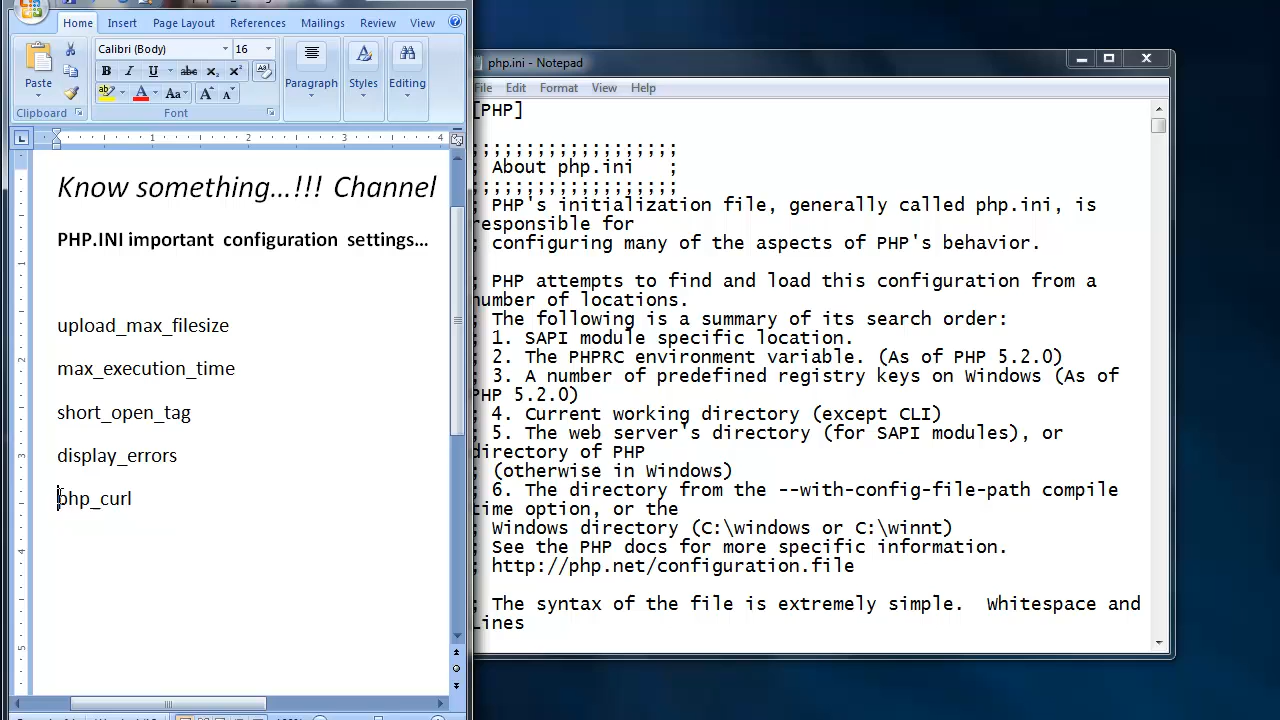 Home Insert Page Layout References Mailings Review View
Calibri (Body) 16
Paste
Paragraph Styles Editing
Clipboard Font
1 2 3 4
Know something...!!! Channel
PHP.INI important configuration settings...
upload_max_filesize
max_execution_time
short_open_tag
display_errors
php_curl
php.ini - Notepad
File Edit Format View Help
[PHP]
;;;;;;;;;;;;;;;;;;;
; About php.ini   ;
;;;;;;;;;;;;;;;;;;;
; PHP's initialization file, generally called php.ini, is
responsible for
; configuring many of the aspects of PHP's behavior.
; PHP attempts to find and load this configuration from a
number of locations.
; The following is a summary of its search order:
; 1. SAPI module specific location.
; 2. The PHPRC environment variable. (As of PHP 5.2.0)
; 3. A number of predefined registry keys on Windows (As of
PHP 5.2.0)
; 4. Current working directory (except CLI)
; 5. The web server's directory (for SAPI modules), or
directory of PHP
; (otherwise in Windows)
; 6. The directory from the --with-config-file-path compile
time option, or the
; Windows directory (C:\windows or C:\winnt)
; See the PHP docs for more specific information.
; http://php.net/configuration.file
; The syntax of the file is extremely simple.  Whitespace and
Lines